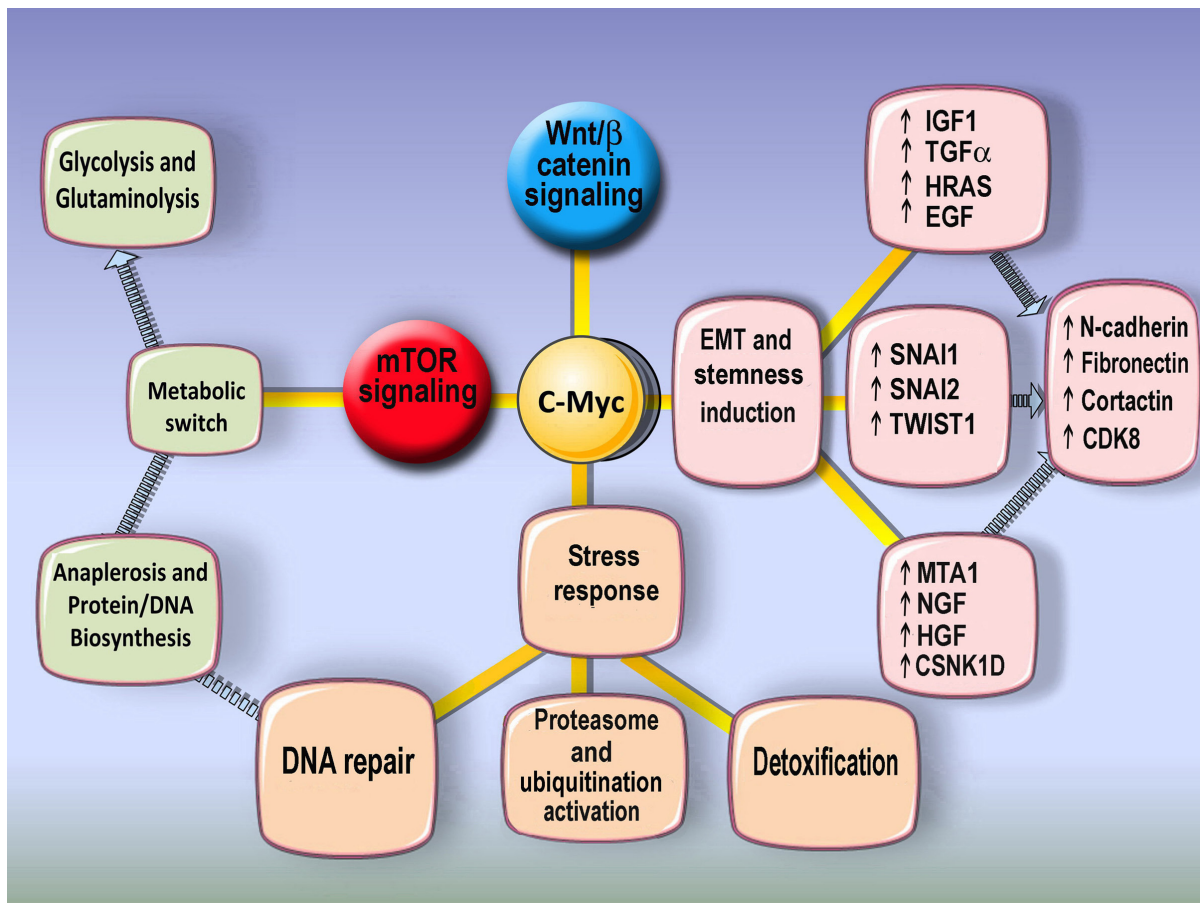 Glycolysis and
Glutaminolysis
Wnt/β
catenin
signaling
↑ IGF1
↑ TGFα
↑ HRAS
↑ EGF
Metabolic
switch
mTOR
signaling
C-Myc
EMT and
stemness
induction
↑ SNAI1
↑ SNAI2
↑ TWIST1
↑ N-cadherin
↑ Fibronectin
↑ Cortactin
↑ CDK8
Anaplerosis and
Protein/DNA
Biosynthesis
Stress
response
↑ MTA1
↑ NGF
↑ HGF
↑ CSNK1D
DNA repair
Proteasome
and
ubiquitination
activation
Detoxification